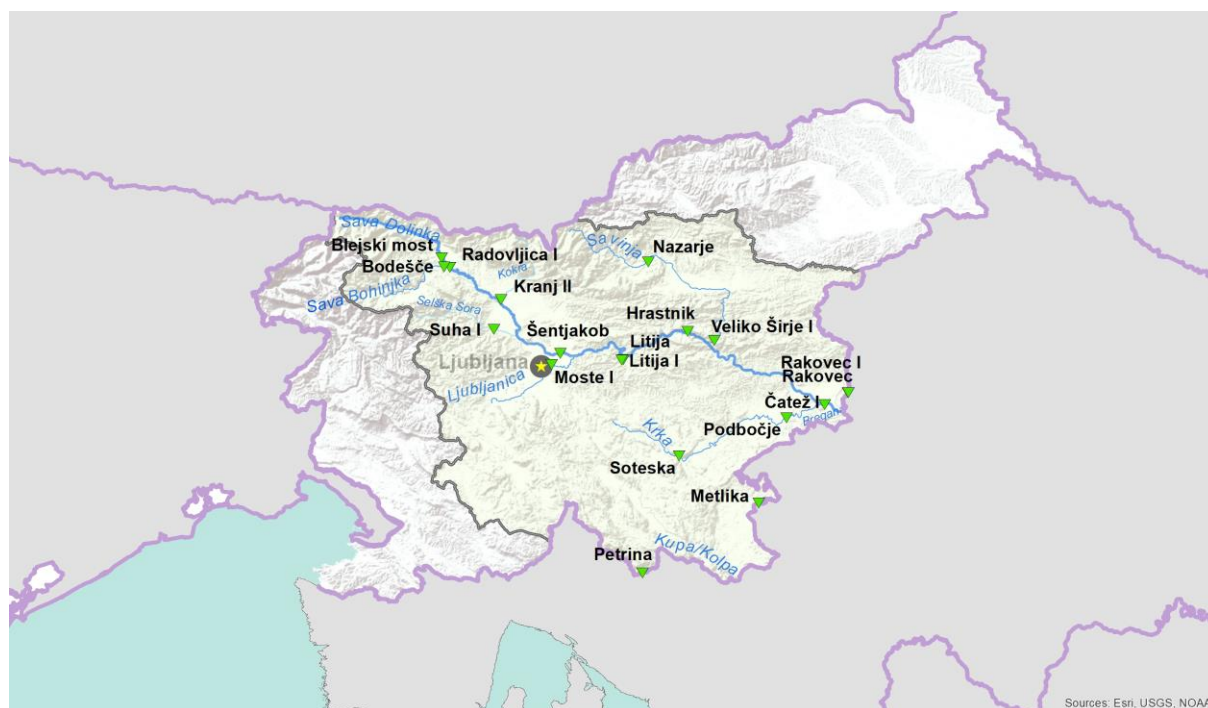 Sava Dolinka
Blejski most
Radovljica I
Bodešče
Kokra
Sava Bohinjka
Kranj II
Selška Sora
Suha I
Savinja
Nazarje
Hrastnik
Veliko Širje I
Šentjakob
Litija
Litija I
Ljubljana
Moste I
Ljubljanica
Rakovec I
Rakovec
Čatež I
Podbočje
Krka
Soteska
Metlika
Kupa/Kolpa
Petrina
Sources: Esri, USGS, NOAA